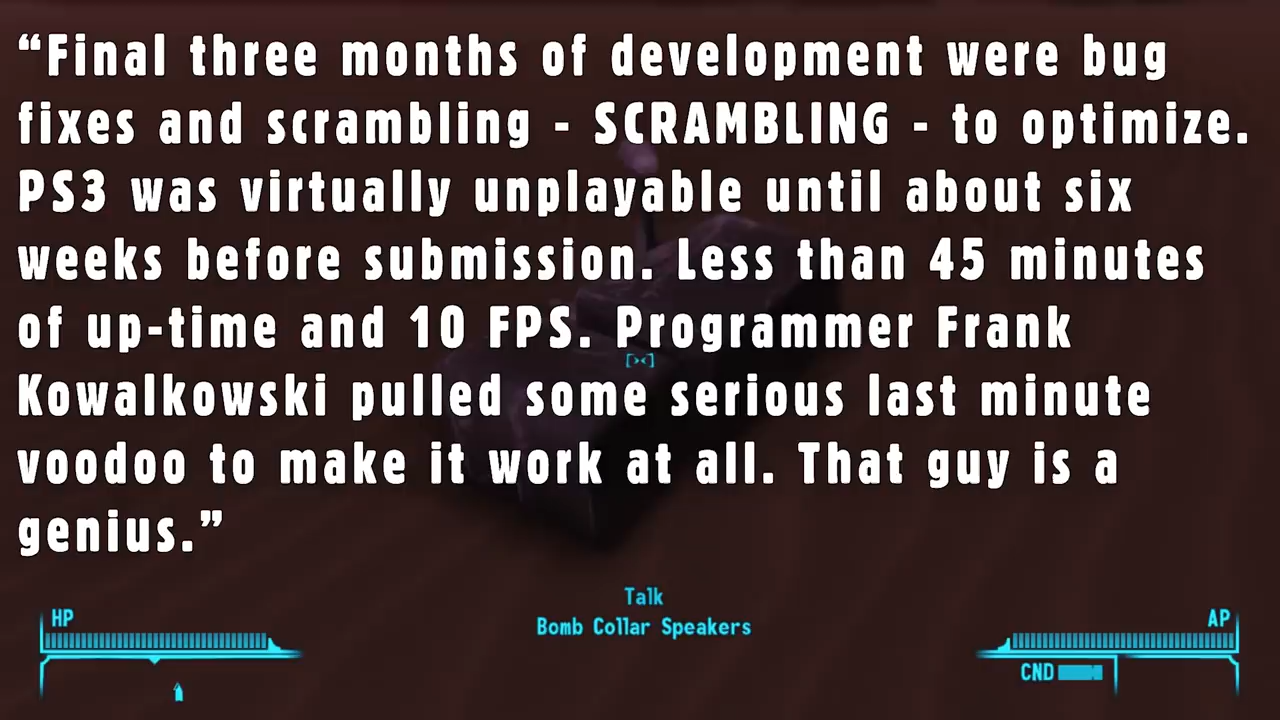 “Final three months of development were bug
fixes and scrambling - SCRAMBLING - to optimize.
PS3 was virtually unplayable until about six
weeks before submission. Less than 45 minutes
of up-time and 10 FPS. Programmer Frank
Kowalkowski pulled some serious last minute
voodoo to make it work at all. That guy is a
genius.”
Talk
Bomb Collar Speakers
HP
AP
CND